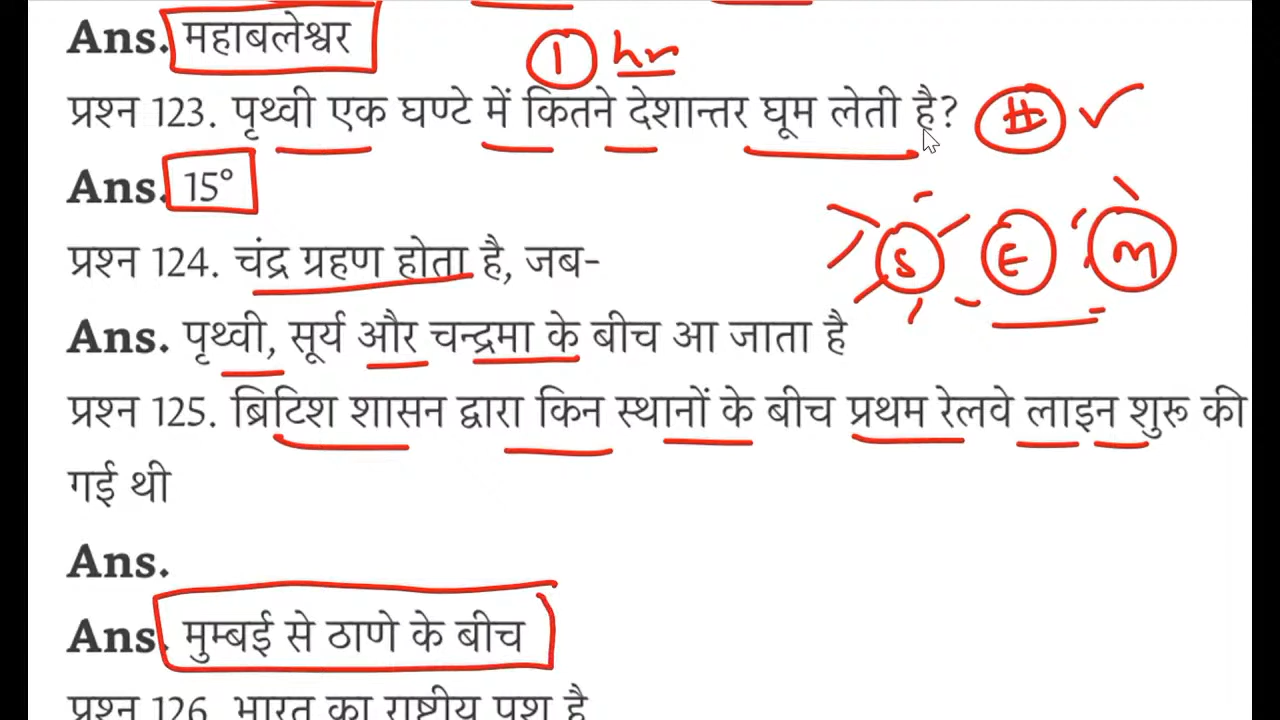 Ans. महाबलेश्वर
1 hr
प्रश्न 123. पृथ्वी एक घण्टे में कितने देशान्तर घूम लेती है?
Ans. 15°
प्रश्न 124. चंद्र ग्रहण होता है, जब-
S E M
Ans. पृथ्वी, सूर्य और चन्द्रमा के बीच आ जाता है
प्रश्न 125. ब्रिटिश शासन द्वारा किन स्थानों के बीच प्रथम रेलवे लाइन शुरू की
गई थी
Ans.
Ans. मुम्बई से ठाणे के बीच
प्रश्न 126. भारत का राष्ट्रीय पशु है